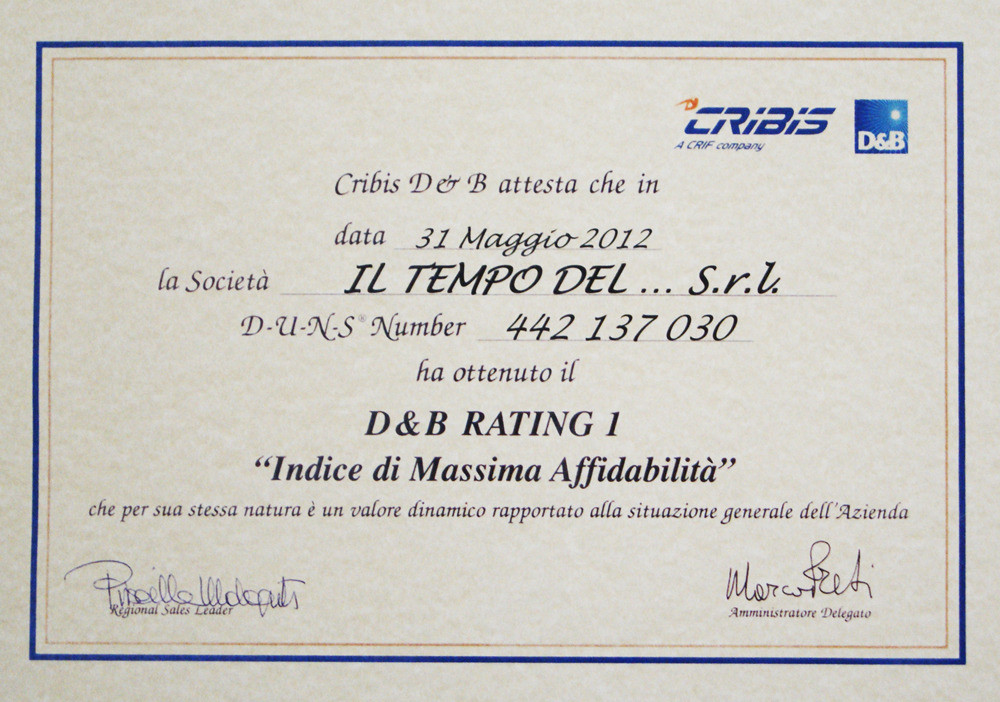 CRIBIS
A CRIF company
D&B
Cribis D & B attesta che in
data 31 Maggio 2012
la Società IL TEMPO DEL ... S.r.l.
D-U-N-S® Number 442 137 030
ha ottenuto il
D&B RATING 1
“Indice di Massima Affidabilità”
che per sua stessa natura è un valore dinamico rapportato alla situazione generale dell'Azienda
Marco Preti
Regional Sales Leader
Amministratore Delegato